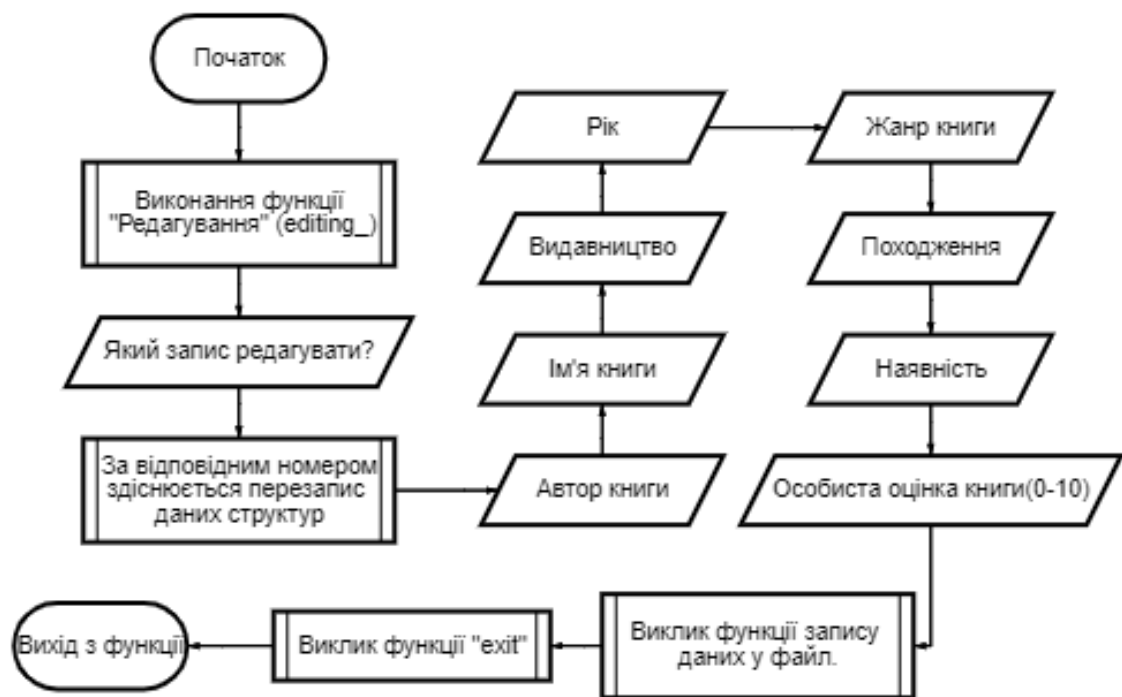 Початок
Виконання функції
"Редагування" (editing_)
Який запис редагувати?
За відповідним номером
здіснюється перезапис
даних структур
Автор книги
Ім'я книги
Видавництво
Рік
Жанр книги
Походження
Наявність
Особиста оцінка книги(0-10)
Виклик функції запису
даних у файл.
Виклик функції "exit"
Вихід з функції